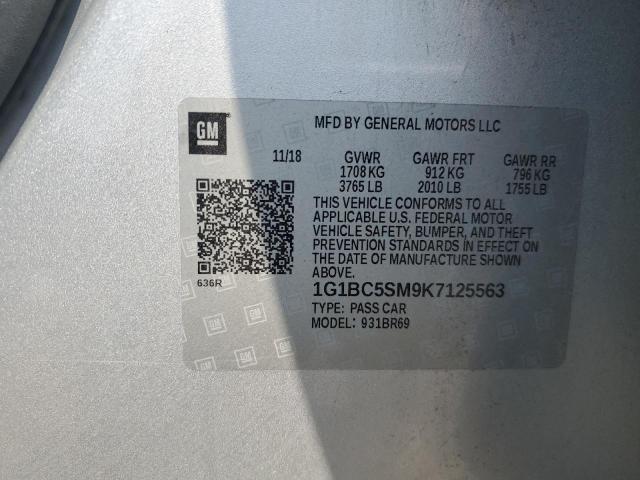 GM
MFD BY GENERAL MOTORS LLC
11/18 GVWR GAWR FRT GAWR RR
1708 KG 912 KG 796 KG
3765 LB 2010 LB 1755 LB
THIS VEHICLE CONFORMS TO ALL
APPLICABLE U.S. FEDERAL MOTOR
VEHICLE SAFETY, BUMPER, AND THEFT
PREVENTION STANDARDS IN EFFECT ON
THE DATE OF MANUFACTURE SHOWN
ABOVE.
636R
1G1BC5SM9K7125563
TYPE: PASS CAR
MODEL: 931BR69